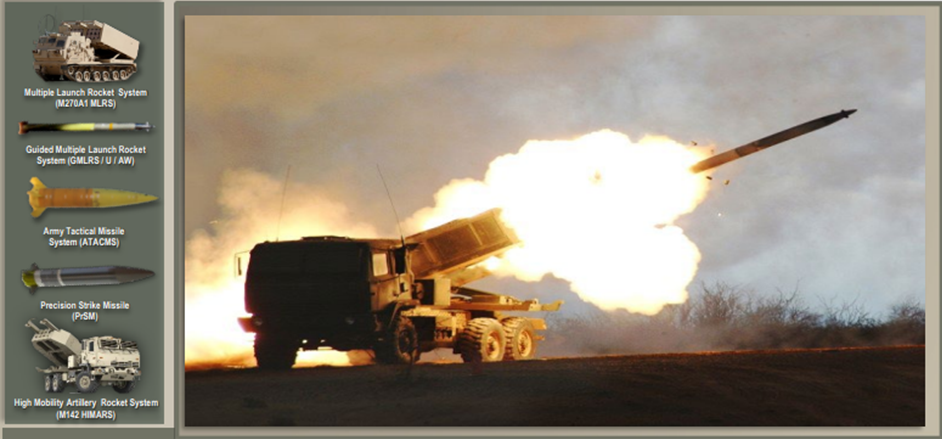 Multiple Launch Rocket System
(M270A1 MLRS)
Guided Multiple Launch Rocket
System (GMLRS / U / AW)
Army Tactical Missile
System (ATACMS)
Precision Strike Missile
(PrSM)
High Mobility Artillery Rocket System
(M142 HIMARS)